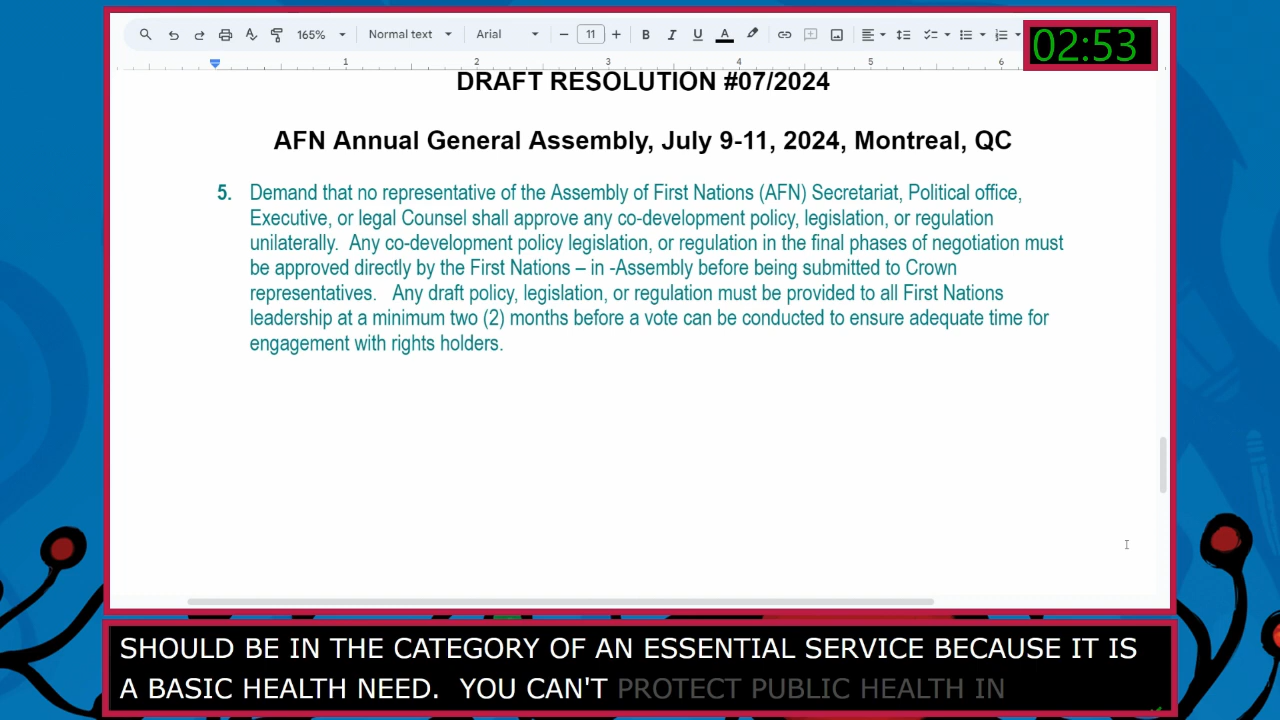 165% Normal text Arial 11 B I U A
02:53
1 2 3 4 5 6
DRAFT RESOLUTION #07/2024
AFN Annual General Assembly, July 9-11, 2024, Montreal, QC
5. Demand that no representative of the Assembly of First Nations (AFN) Secretariat, Political office,
Executive, or legal Counsel shall approve any co-development policy, legislation, or regulation
unilaterally. Any co-development policy legislation, or regulation in the final phases of negotiation must
be approved directly by the First Nations – in -Assembly before being submitted to Crown
representatives. Any draft policy, legislation, or regulation must be provided to all First Nations
leadership at a minimum two (2) months before a vote can be conducted to ensure adequate time for
engagement with rights holders.
SHOULD BE IN THE CATEGORY OF AN ESSENTIAL SERVICE BECAUSE IT IS
A BASIC HEALTH NEED. YOU CAN'T PROTECT PUBLIC HEALTH IN